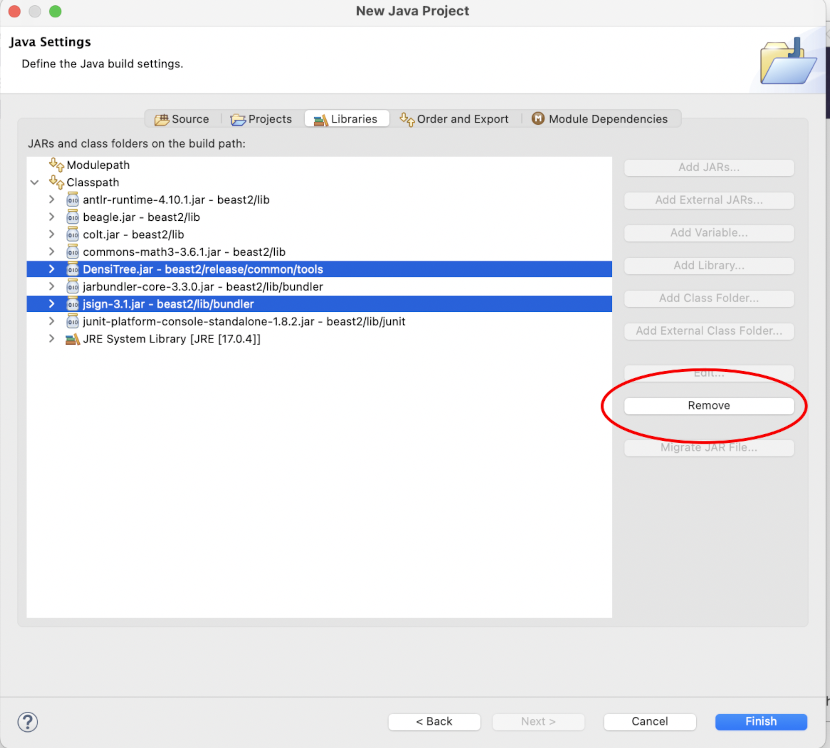 New Java Project
Java Settings
Define the Java build settings.
Source Projects Libraries Order and Export Module Dependencies
JARs and class folders on the build path:
Modulepath
Classpath
antlr-runtime-4.10.1.jar - beast2/lib
beagle.jar - beast2/lib
colt.jar - beast2/lib
commons-math3-3.6.1.jar - beast2/lib
DensiTree.jar - beast2/release/common/tools
jarbundler-core-3.3.0.jar - beast2/lib/bundler
jsign-3.1.jar - beast2/lib/bundler
junit-platform-console-standalone-1.8.2.jar - beast2/lib/junit
JRE System Library [JRE [17.0.4]]
Add JARs...
Add External JARs...
Add Variable...
Add Library...
Add Class Folder...
Add External Class Folder...
Edit...
Remove
Migrate JAR File...
? < Back Next > Cancel Finish